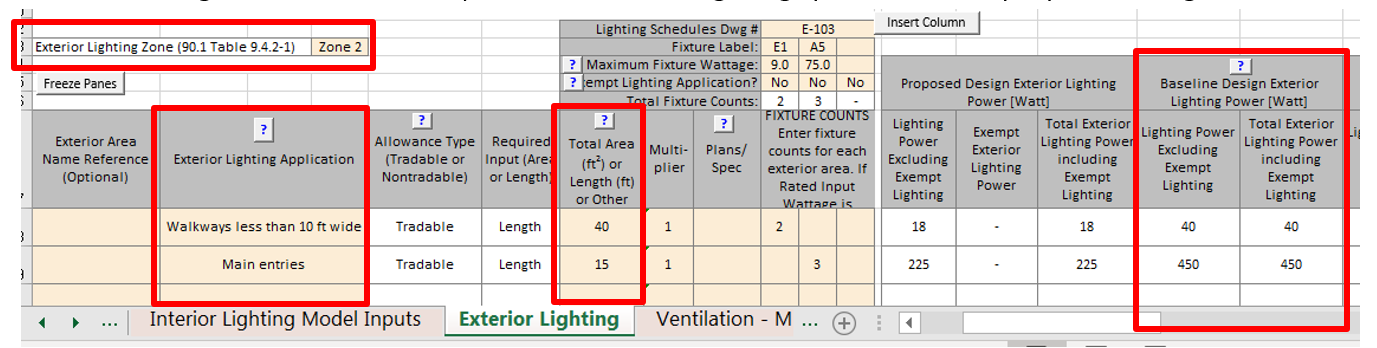 Lighting Schedules Dwg # E-103
Insert Column
Exterior Lighting Zone (90.1 Table 9.4.2-1) Zone 2
Fixture Label: E1 A5
? Maximum Fixture Wattage: 9.0 75.0
Freeze Panes
? empt Lighting Application? No No No
Total Fixture Counts: 2 3 -
Proposed Design Exterior Lighting
Power [Watt]
?
Baseline Design Exterior
Lighting Power [Watt]
Exterior Area
Name Reference
(Optional)
?
Exterior Lighting Application
?
Allowance Type
(Tradable or
Nontradable)
Required
Input (Area
or Length)
?
Total Area
(ft²) or
Length (ft)
or Other
Multi-
plier
?
Plans/
Spec
FIXTURE COUNTS
Enter fixture
counts for each
exterior area. If
Rated Input
Wattage is
Lighting
Power
Excluding
Exempt
Lighting
Exempt
Exterior
Lighting
Power
Total Exterior
Lighting Power
including
Exempt
Lighting
Lighting Power
Excluding
Exempt
Lighting
Total Exterior
Lighting Power
including
Exempt
Lighting
Walkways less than 10 ft wide Tradable Length 40 1 2 18 - 18 40 40
Main entries Tradable Length 15 1 3 225 - 225 450 450
... Interior Lighting Model Inputs Exterior Lighting Ventilation - M ...